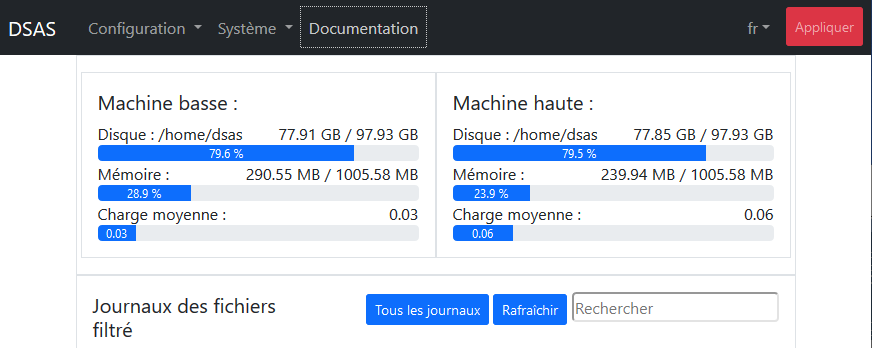 DSAS Configuration Système Documentation fr Appliquer
Machine basse :
Disque : /home/dsas 77.91 GB / 97.93 GB
79.6 %
Mémoire : 290.55 MB / 1005.58 MB
28.9 %
Charge moyenne : 0.03
0.03
Machine haute :
Disque : /home/dsas 77.85 GB / 97.93 GB
79.5 %
Mémoire : 239.94 MB / 1005.58 MB
23.9 %
Charge moyenne : 0.06
0.06
Journaux des fichiers
filtré
Tous les journaux Rafraîchir Rechercher